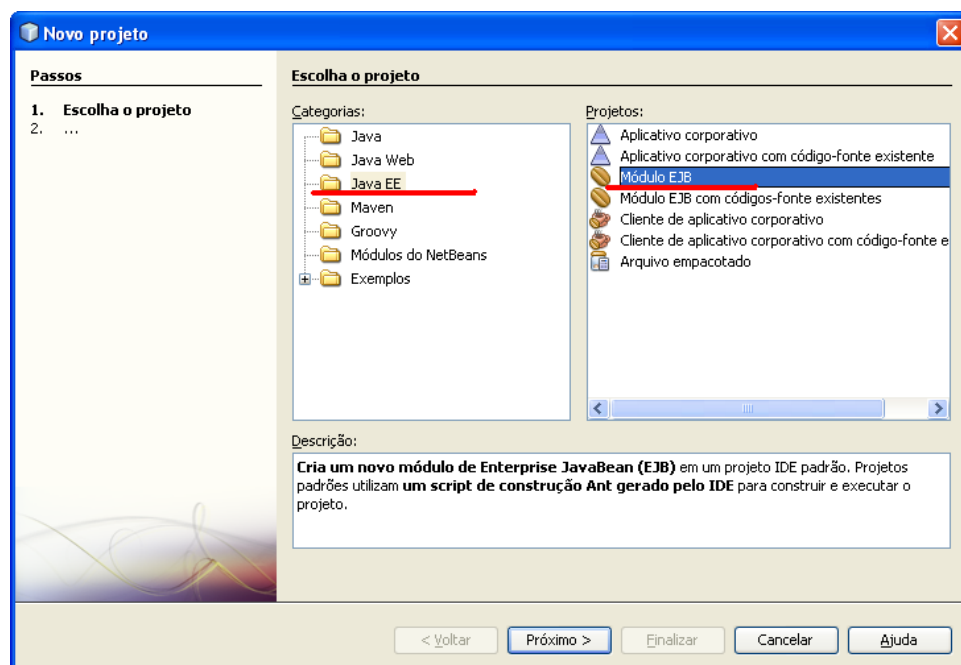 Novo projeto
Passos
1. Escolha o projeto
2. ...
Escolha o projeto
Categorias:
Java
Java Web
Java EE
Maven
Groovy
Módulos do NetBeans
Exemplos
Projetos:
Aplicativo corporativo
Aplicativo corporativo com código-fonte existente
Módulo EJB
Módulo EJB com códigos-fonte existentes
Cliente de aplicativo corporativo
Cliente de aplicativo corporativo com código-fonte e
Arquivo empacotado
Descrição:
Cria um novo módulo de Enterprise JavaBean (EJB) em um projeto IDE padrão. Projetos
padrões utilizam um script de construção Ant gerado pelo IDE para construir e executar o
projeto.
< Voltar
Próximo >
Finalizar
Cancelar
Ajuda